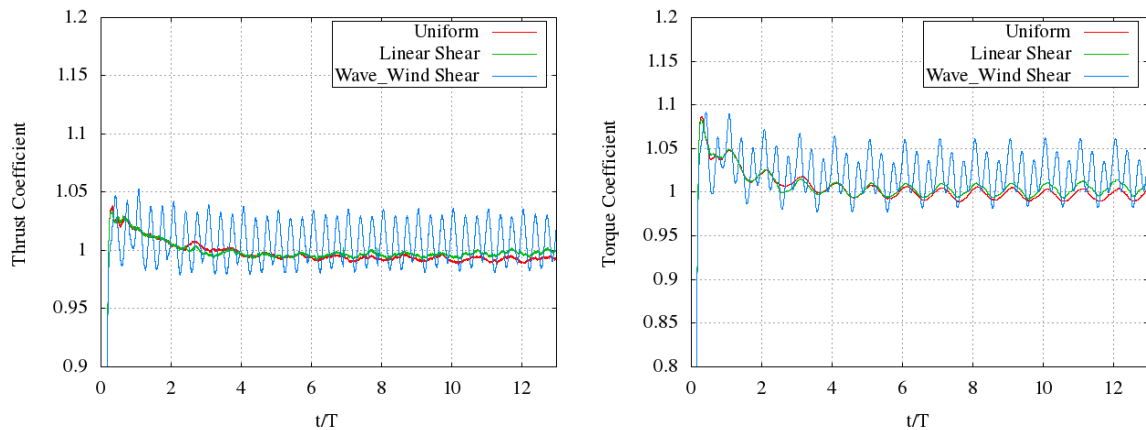 1.2
1.15
1.1
1.05
1
0.95
0.9
Thrust Coefficient
Uniform
Linear Shear
Wave_Wind Shear
0 2 4 6 8 10 12
t/T
1.2
1.15
1.1
1.05
1
0.95
0.9
0.85
0.8
Torque Coefficient
Uniform
Linear Shear
Wave_Wind Shear
0 2 4 6 8 10 12
t/T